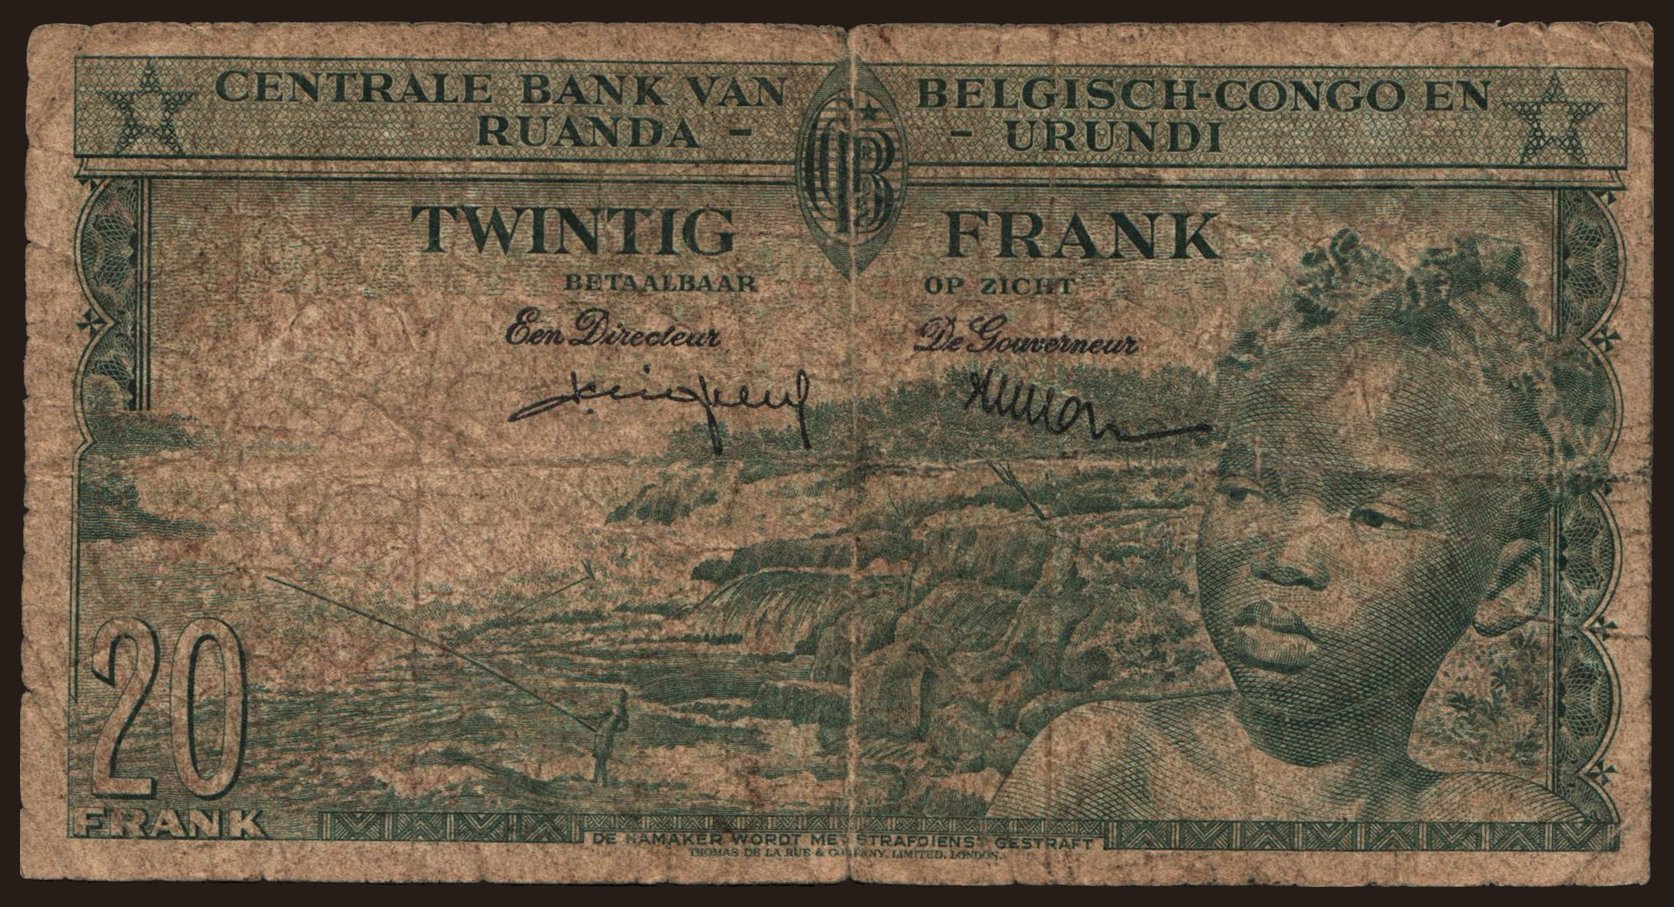 CENTRALE BANK VAN BELGISCH-CONGO EN
RUANDA - - URUNDI
TWINTIG FRANK
BETAALBAAR OP ZICHT
Een Directeur De Gouverneur
20
FRANK
DE NAMAKER WORDT MET STRAFDIENST GESTRAFT
THOMAS DE LA RUE & COMPANY, LIMITED, LONDON.